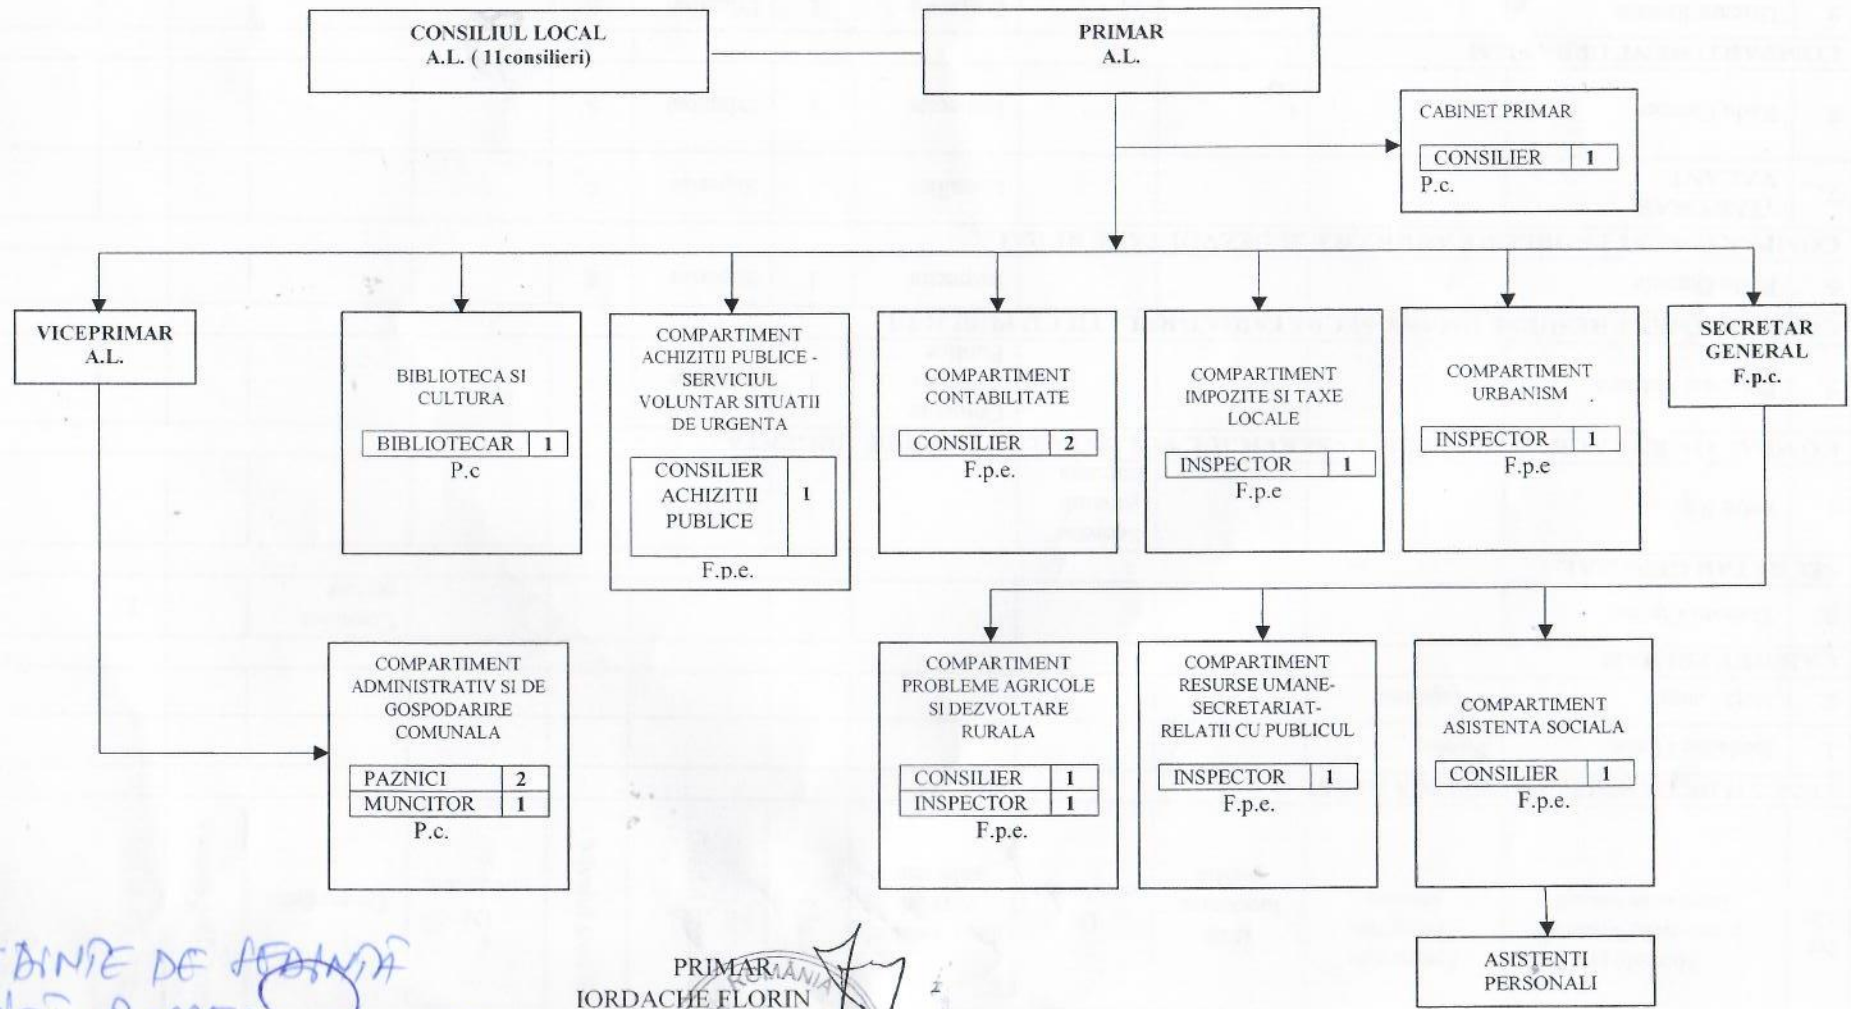 CONSILIUL LOCAL
A.L. ( 11consilieri)
PRIMAR
A.L.
CABINET PRIMAR
CONSILIER 1
P.c.
VICEPRIMAR
A.L.
BIBLIOTECA SI
CULTURA
BIBLIOTECAR 1
P.c
COMPARTIMENT
ACHIZITII PUBLICE -
SERVICIUL
VOLUNTAR SITUATII
DE URGENTA
CONSILIER
ACHIZITII
PUBLICE
1
F.p.e.
COMPARTIMENT
CONTABILITATE
CONSILIER 2
F.p.e.
COMPARTIMENT
IMPOZITE SI TAXE
LOCALE
INSPECTOR 1
F.p.e
COMPARTIMENT
URBANISM
INSPECTOR 1
F.p.e
SECRETAR
GENERAL
F.p.c.
COMPARTIMENT
ADMINISTRATIV SI DE
GOSPODARIRE
COMUNALA
PAZNICI 2
MUNCITOR 1
P.c.
COMPARTIMENT
PROBLEME AGRICOLE
SI DEZVOLTARE
RURALA
CONSILIER 1
INSPECTOR 1
F.p.e.
COMPARTIMENT
RESURSE UMANE-
SECRETARIAT-
RELATII CU PUBLICUL
INSPECTOR 1
F.p.e.
COMPARTIMENT
ASISTENTA SOCIALA
CONSILIER 1
F.p.e.
ASISTENTI
PERSONALI
DE
PRIMAR
IORDACHE FLORIN
ROMÂNIA